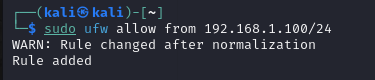 ┌──(kali㉿kali)-[~]
└─$ sudo ufw allow from 192.168.1.100/24
WARN: Rule changed after normalization
Rule added